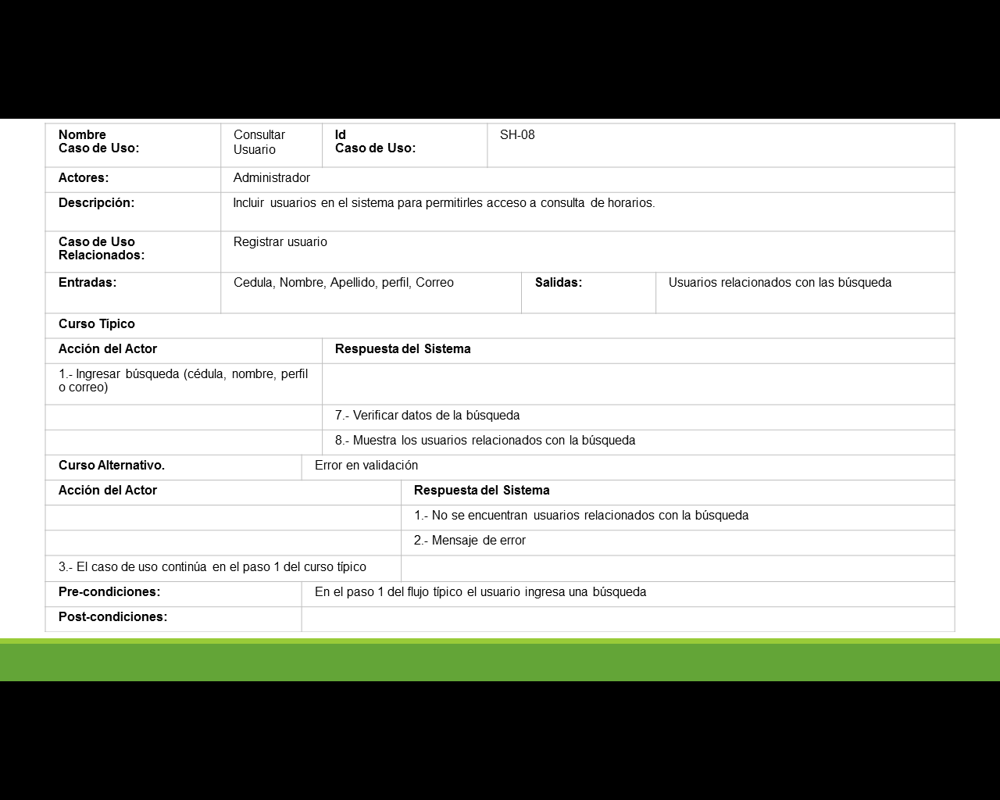 Nombre
Caso de Uso:
Consultar
Usuario
Id
Caso de Uso:
SH-08
Actores:
Administrador
Descripción:
Incluir usuarios en el sistema para permitirles acceso a consulta de horarios.
Caso de Uso
Relacionados:
Registrar usuario
Entradas:
Cedula, Nombre, Apellido, perfil, Correo
Salidas:
Usuarios relacionados con las búsqueda
Curso Típico
Acción del Actor
Respuesta del Sistema
1.- Ingresar búsqueda (cédula, nombre, perfil
o correo)
7.- Verificar datos de la búsqueda
8.- Muestra los usuarios relacionados con la búsqueda
Curso Alternativo.
Error en validación
Acción del Actor
Respuesta del Sistema
1.- No se encuentran usuarios relacionados con la búsqueda
2.- Mensaje de error
3.- El caso de uso continúa en el paso 1 del curso típico
Pre-condiciones:
En el paso 1 del flujo típico el usuario ingresa una búsqueda
Post-condiciones: